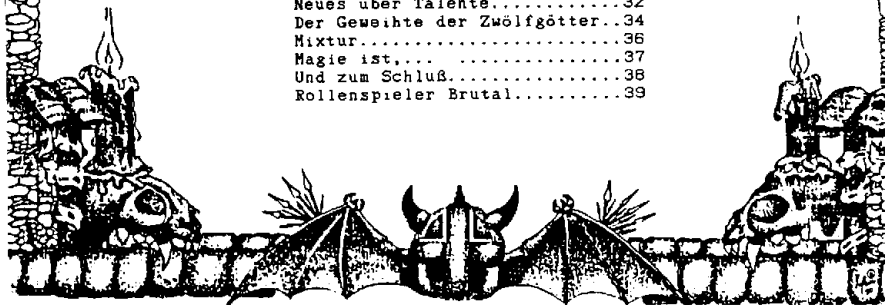 Neues über Talente............32
Der Geweihte der Zwölfgötter..34
Mixtur........................36
Magie ist,... ................37
Und zum Schluß................38
Rollenspieler Brutal..........39